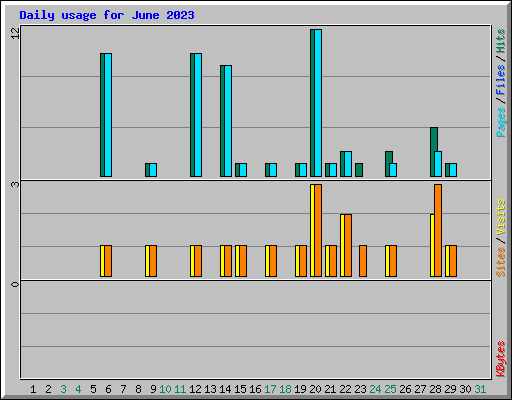 Daily usage for June 2023
12
3
0
Pages / Files / Hits
Sites / Visits
KBytes
1 2 3 4 5 6 7 8 9 10 11 12 13 14 15 16 17 18 19 20 21 22 23 24 25 26 27 28 29 30 31